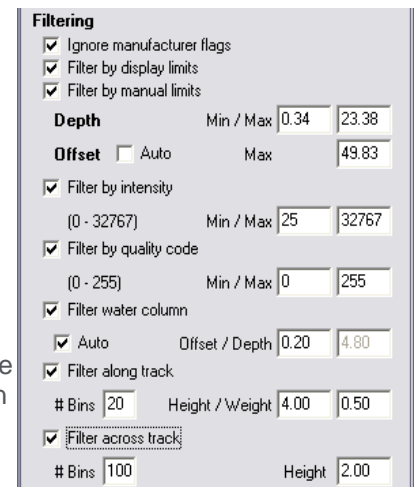 Filtering
Ignore manufacturer flags
Filter by display limits
Filter by manual limits
Depth Min / Max 0.34 23.38
Offset Auto Max 49.83
Filter by intensity
(0 - 32767) Min / Max 25 32767
Filter by quality code
(0 - 255) Min / Max 0 255
Filter water column
Auto Offset / Depth 0.20 4.80
Filter along track
# Bins 20 Height / Weight 4.00 0.50
Filter across track
# Bins 100 Height 2.00